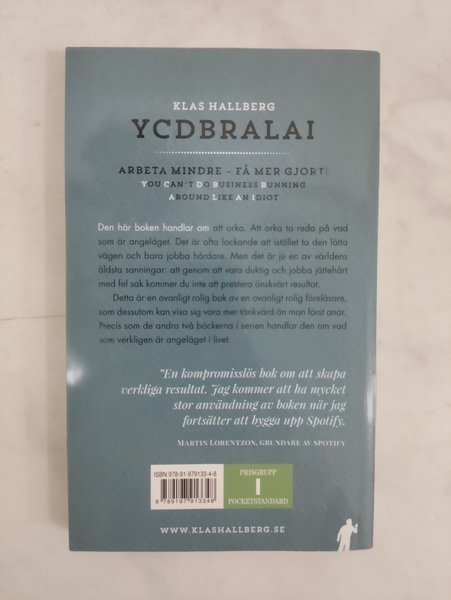 KLAS HALLBERG
YCDBRALAI
ARBETA MINDRE – FÅ MER GJORT!
YOU CAN'T DO BUSINESS RUNNING
AROUND LIKE AN IDIOT
Den här boken handlar om att orka. Att orka ta reda på vad
som är angeläget. Det är ofta lockande att istället ta den lätta
vägen och bara jobba hårdare. Men det är ju en av världens
äldsta sanningar: att genom att vara duktig och jobba jättehårt
med fel sak kommer du inte att prestera önskvärt resultat.
Detta är en ovanligt rolig bok av en ovanligt rolig föreläsare,
som dessutom kan visa sig vara mer tänkvärd än man först anar.
Precis som de andra två böckerna i serien handlar den om vad
som verkligen är angeläget i livet.
"En kompromisslös bok om att skapa
verkliga resultat. Jag kommer att ha mycket
stor användning av boken när jag
fortsätter att bygga upp Spotify.
MARTIN LORENTZON, GRUNDARE AV SPOTIFY
ISBN 978-91-979133-4-8
9 789197 913348
PRISGRUPP
I
POCKETSTANDARD
WWW.KLASHALLBERG.SE